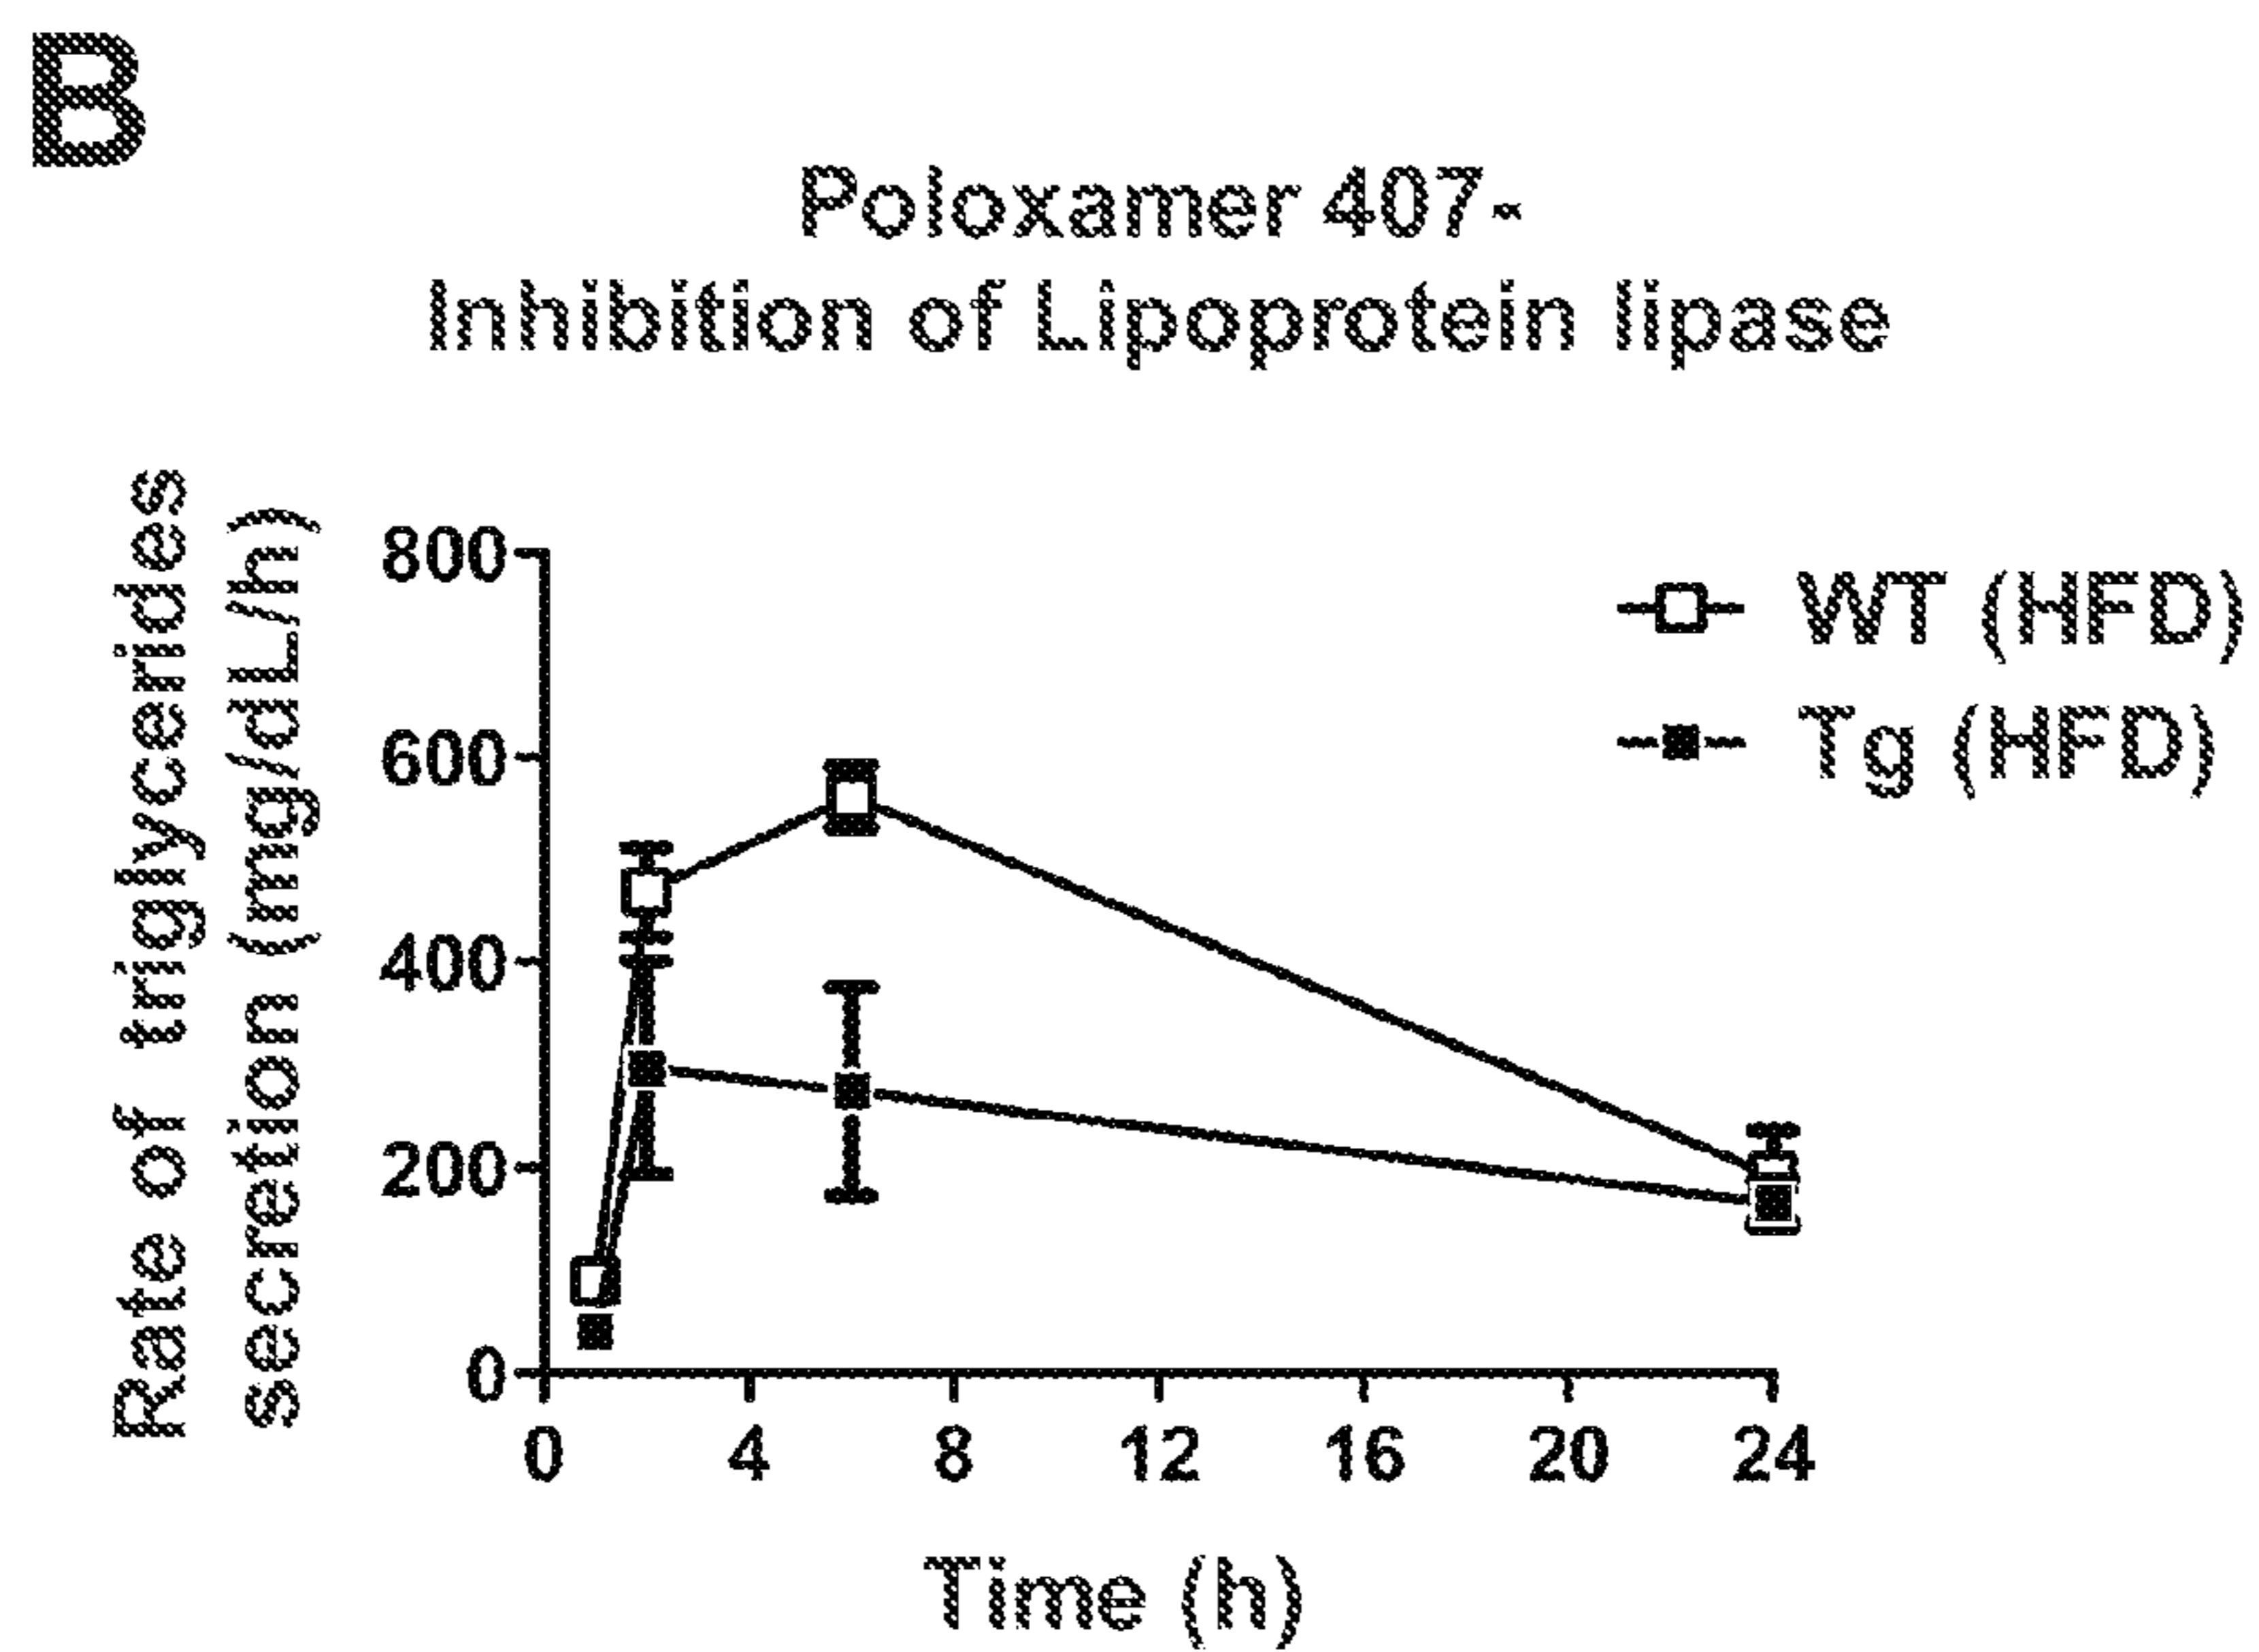 B
Poloxamer 407-
Inhibition of Lipoprotein lipase
Rate of triglycerides
secretion (mg/dL/h)
800
600
400
200
0
WT (HFD)
Tg (HFD)
0 4 8 12 16 20 24
Time (h)